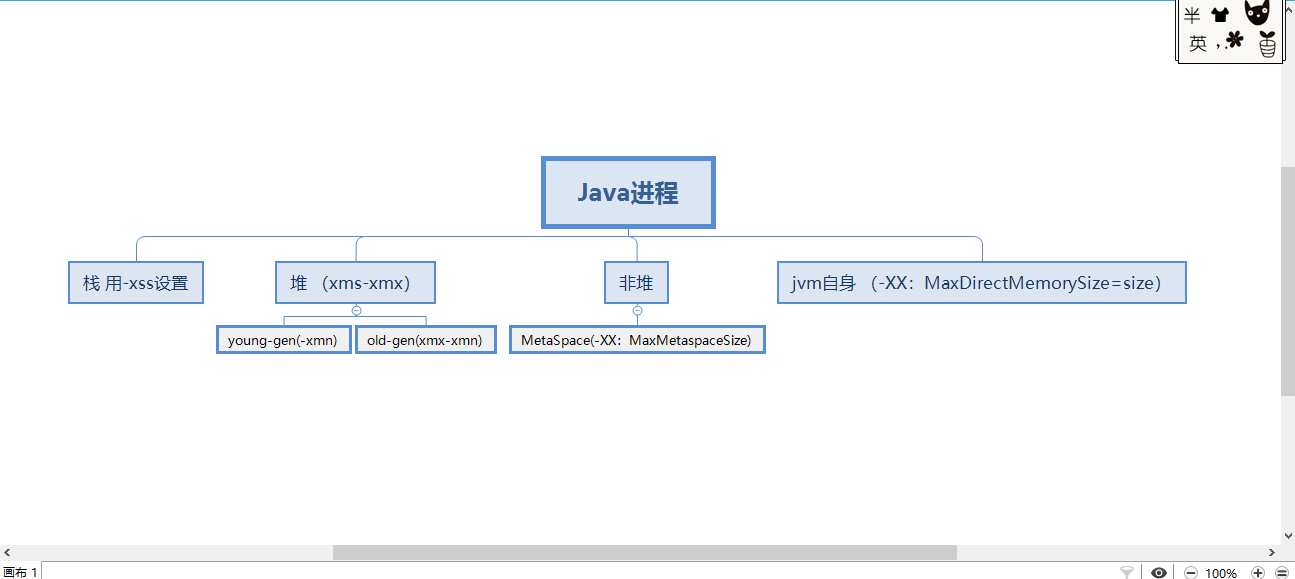 半
英 ，
Java进程
栈 用-xss设置
堆 （xms-xmx）
非堆
jvm自身 （-XX：MaxDirectMemorySize=size）
young-gen(-xmn)
old-gen(xmx-xmn)
MetaSpace(-XX：MaxMetaspaceSize)
画布 1
100%